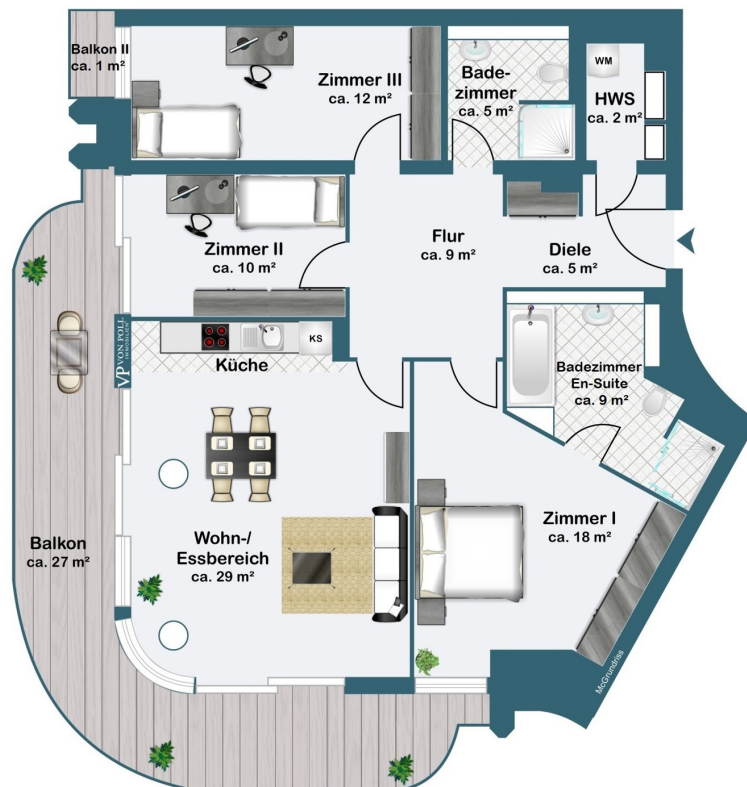 Balkon II
ca. 1 m²
Zimmer III
ca. 12 m²
Bade-
zimmer
ca. 5 m²
WM
HWS
ca. 2 m²
Zimmer II
ca. 10 m²
Flur
ca. 9 m²
Diele
ca. 5 m²
VP VON POLL
IMMOBILIEN
KS
Küche
Badezimmer
En-Suite
ca. 9 m²
Wohn-/
Essbereich
ca. 29 m²
Balkon
ca. 27 m²
Zimmer I
ca. 18 m²
McGrundriss